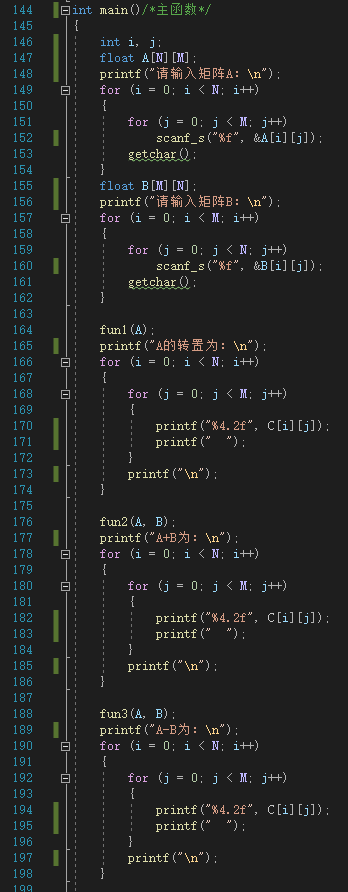 144 int main()/*主函数*/
145 {
146 int i, j;
147 float A[N][M];
148 printf("请输入矩阵A: \n");
149 for (i = 0; i < N; i++)
150 {
151 for (j = 0; j < M; j++)
152 scanf_s("%f", &A[i][j]);
153 getchar();
154 }
155 float B[M][N];
156 printf("请输入矩阵B: \n");
157 for (i = 0; i < M; i++)
158 {
159 for (j = 0; j < N; j++)
160 scanf_s("%f", &B[i][j]);
161 getchar();
162 }
163
164 fun1(A);
165 printf("A的转置为: \n");
166 for (i = 0; i < N; i++)
167 {
168 for (j = 0; j < M; j++)
169 {
170 printf("%4.2f", C[i][j]);
171 printf("  ");
172 }
173 printf("\n");
174 }
175
176 fun2(A, B);
177 printf("A+B为: \n");
178 for (i = 0; i < N; i++)
179 {
180 for (j = 0; j < M; j++)
181 {
182 printf("%4.2f", C[i][j]);
183 printf("  ");
184 }
185 printf("\n");
186 }
187
188 fun3(A, B);
189 printf("A-B为: \n");
190 for (i = 0; i < N; i++)
191 {
192 for (j = 0; j < M; j++)
193 {
194 printf("%4.2f", C[i][j]);
195 printf("  ");
196 }
197 printf("\n");
198 }
199